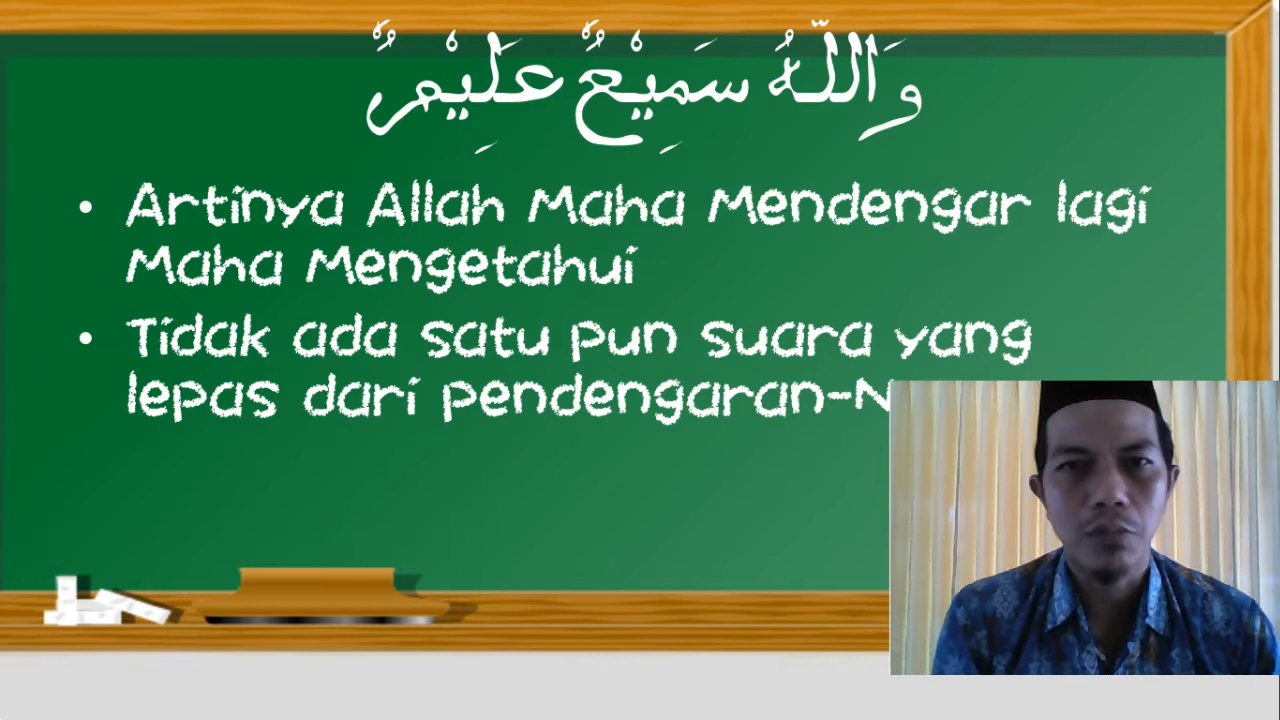 وَاللّٰهُ سَمِيْعٌ عَلِيْمٌ
• Artinya Allah Maha Mendengar lagi
Maha Mengetahui
• Tidak ada satu pun suara yang
lepas dari pendengaran-N